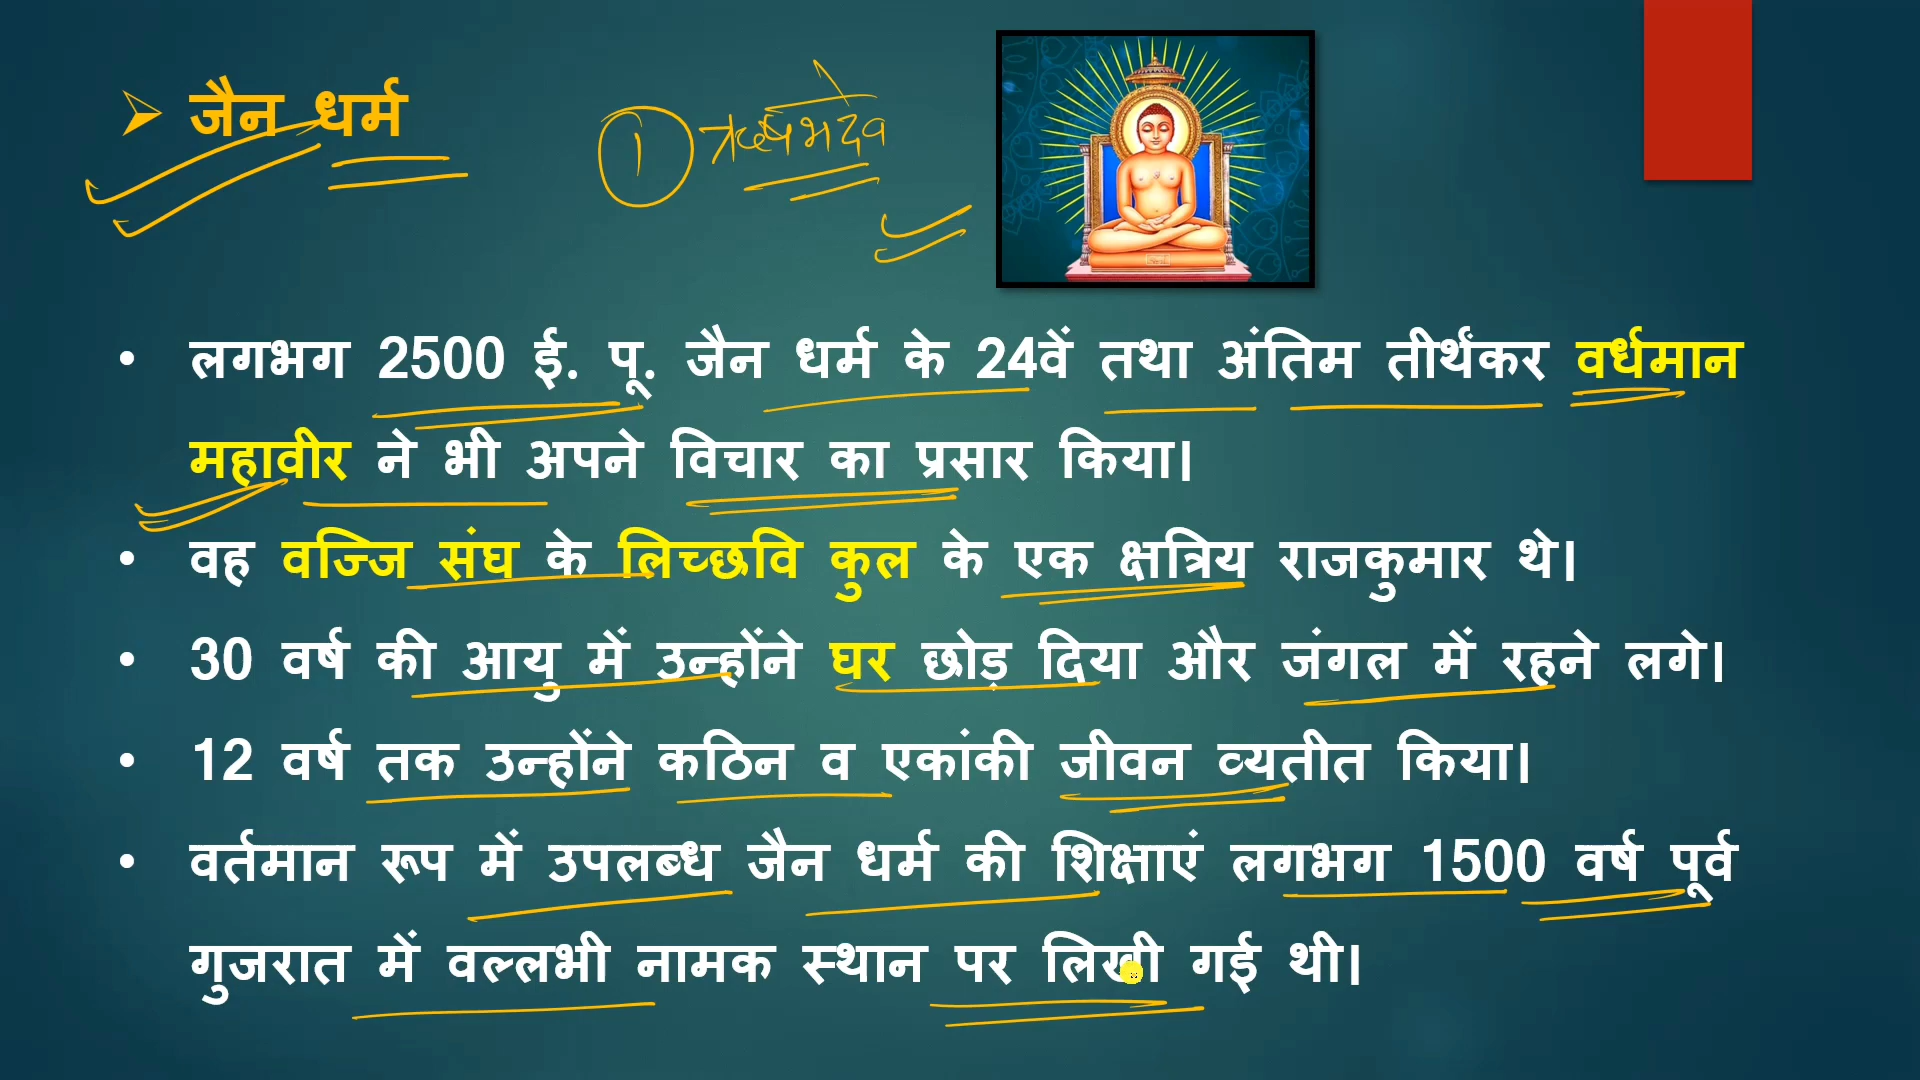 जैन धर्म
1 ऋषभदेव
लगभग 2500 ई. पू. जैन धर्म के 24वें तथा अंतिम तीर्थंकर वर्धमान
महावीर ने भी अपने विचार का प्रसार किया।
वह वज्जि संघ के लिच्छवि कुल के एक क्षत्रिय राजकुमार थे।
30 वर्ष की आयु में उन्होंने घर छोड़ दिया और जंगल में रहने लगे।
12 वर्ष तक उन्होंने कठिन व एकांकी जीवन व्यतीत किया।
वर्तमान रूप में उपलब्ध जैन धर्म की शिक्षाएं लगभग 1500 वर्ष पूर्व
गुजरात में वल्लभी नामक स्थान पर लिखी गई थी।